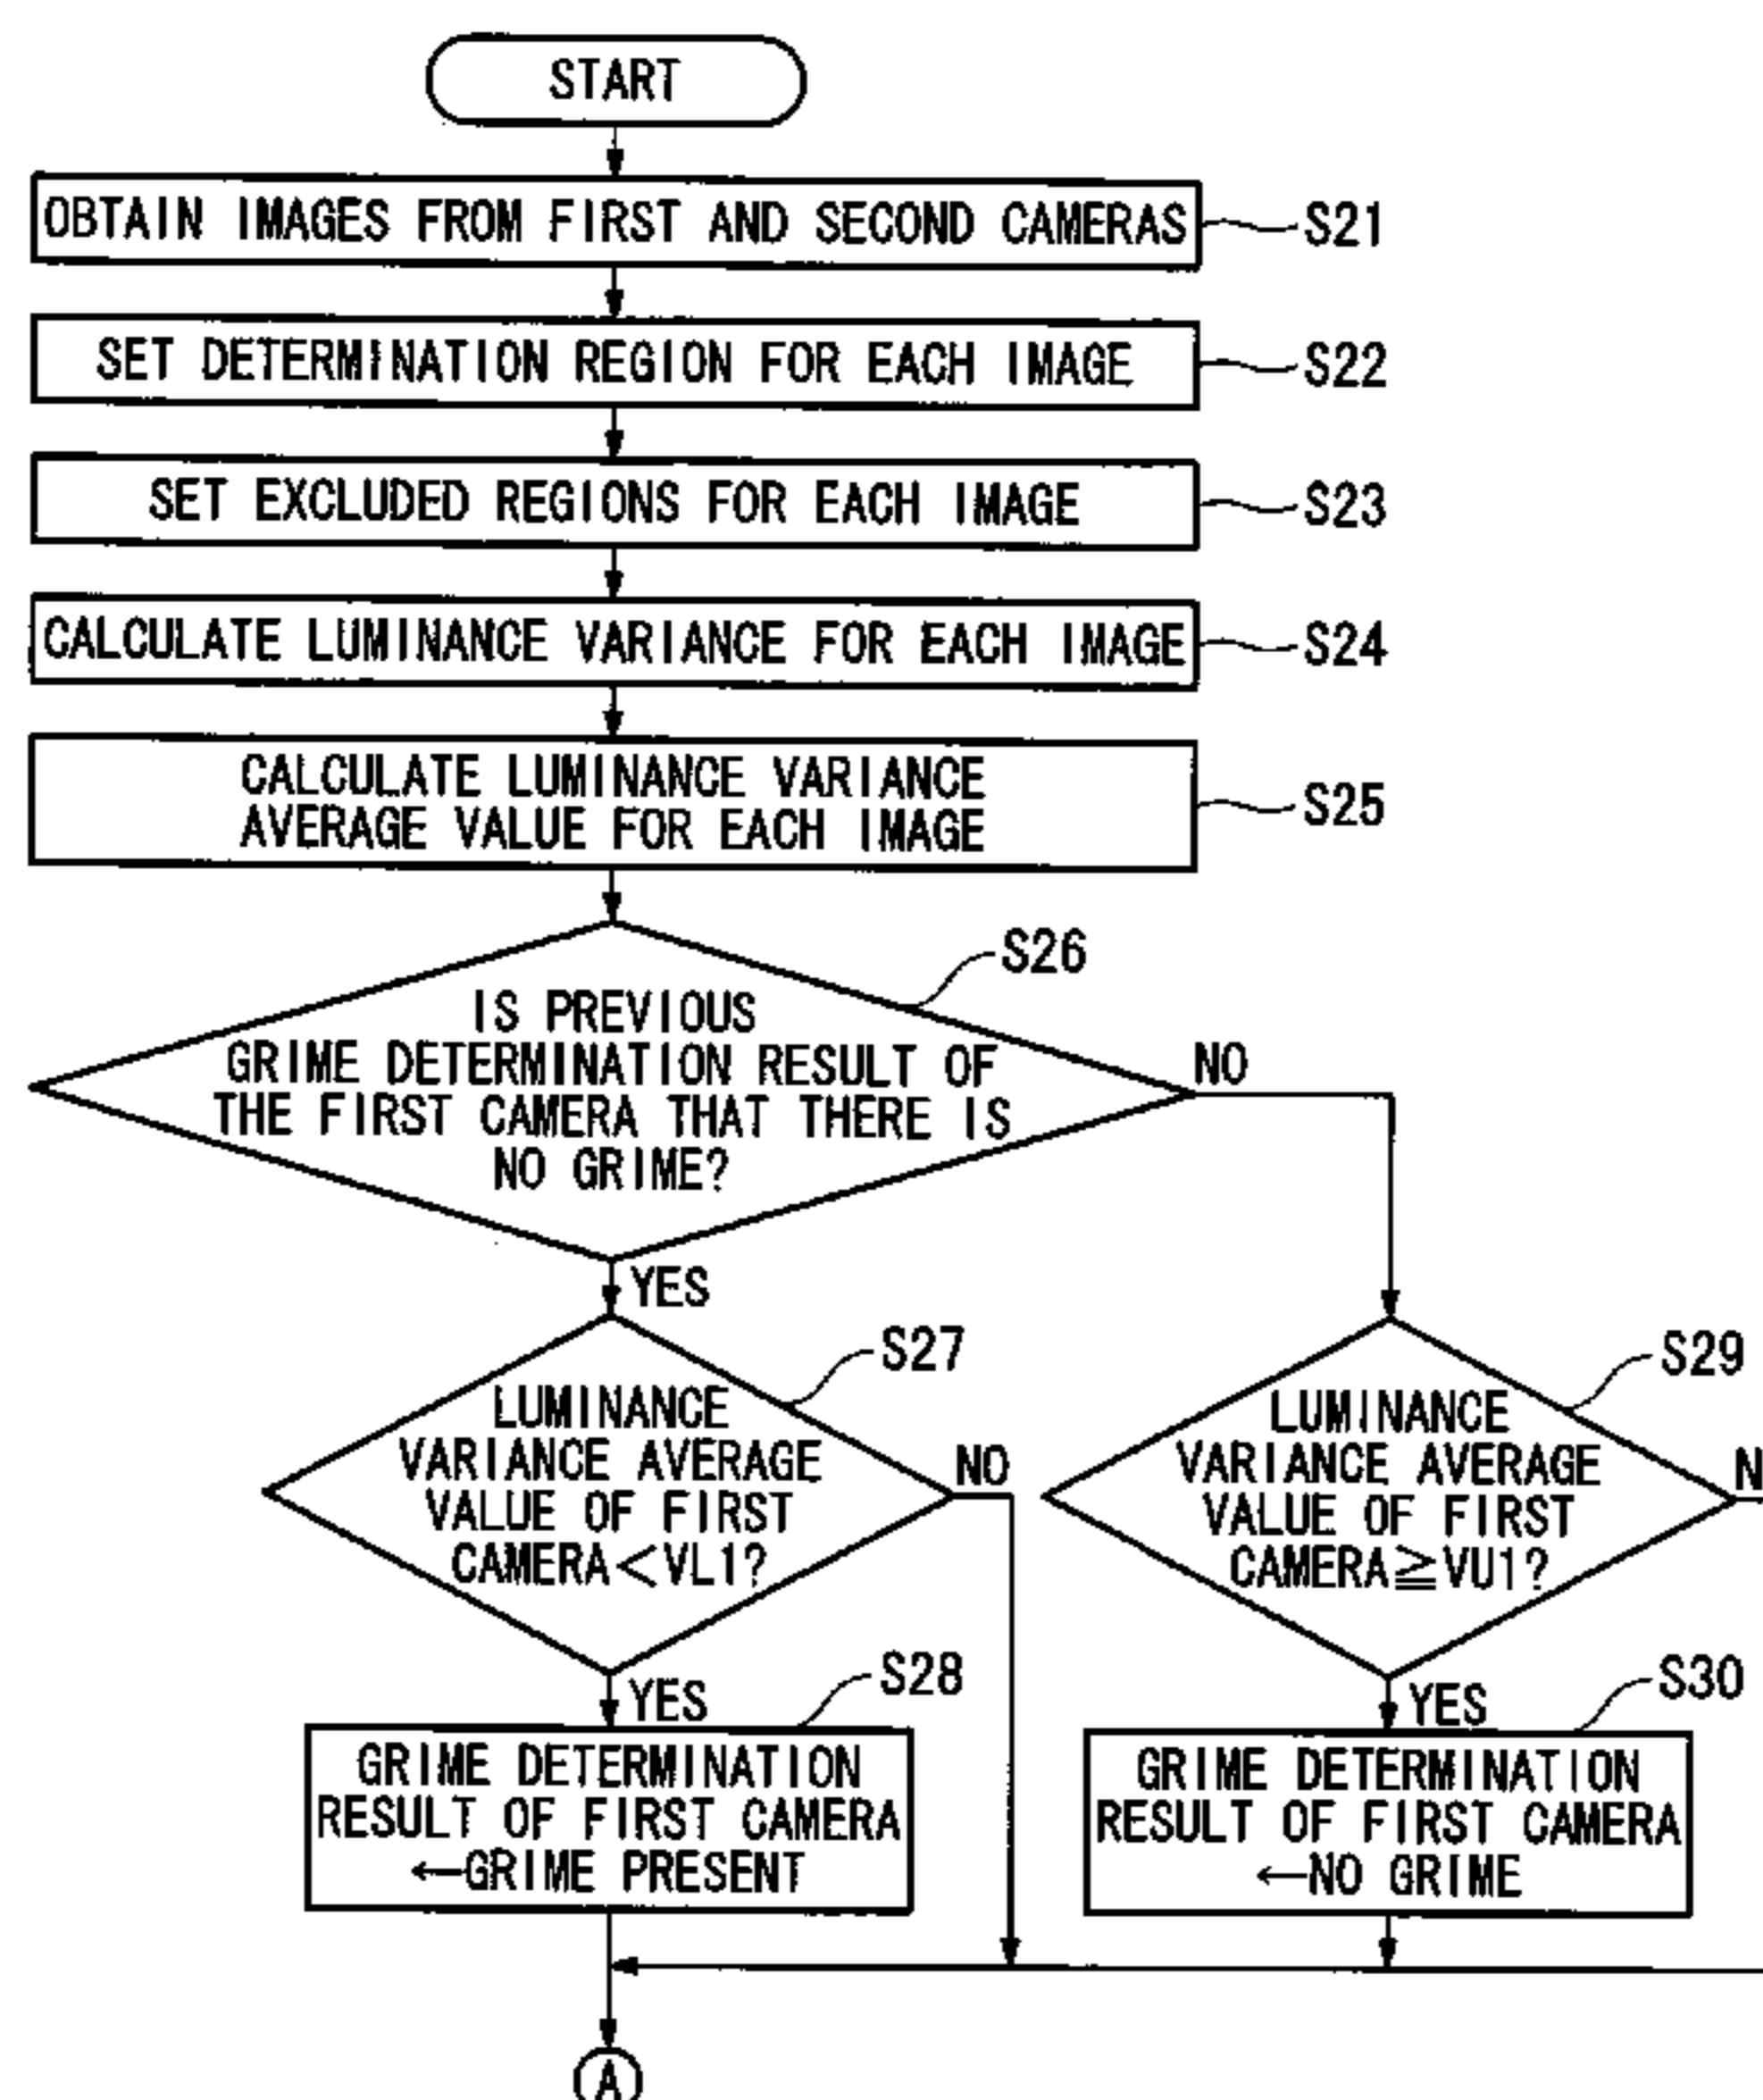 START
OBTAIN IMAGES FROM FIRST AND SECOND CAMERAS
S21
SET DETERMINATION REGION FOR EACH IMAGE
S22
SET EXCLUDED REGIONS FOR EACH IMAGE
S23
CALCULATE LUMINANCE VARIANCE FOR EACH IMAGE
S24
CALCULATE LUMINANCE VARIANCE
AVERAGE VALUE FOR EACH IMAGE
S25
S26
IS PREVIOUS
GRIME DETERMINATION RESULT OF
THE FIRST CAMERA THAT THERE IS
NO GRIME?
NO
YES
S27
LUMINANCE
VARIANCE AVERAGE
VALUE OF FIRST
CAMERA<VL1?
NO
YES
S28
GRIME DETERMINATION
RESULT OF FIRST CAMERA
←GRIME PRESENT
S29
LUMINANCE
VARIANCE AVERAGE
VALUE OF FIRST
CAMERA≧VU1?
YES
S30
GRIME DETERMINATION
RESULT OF FIRST CAMERA
←NO GRIME
A